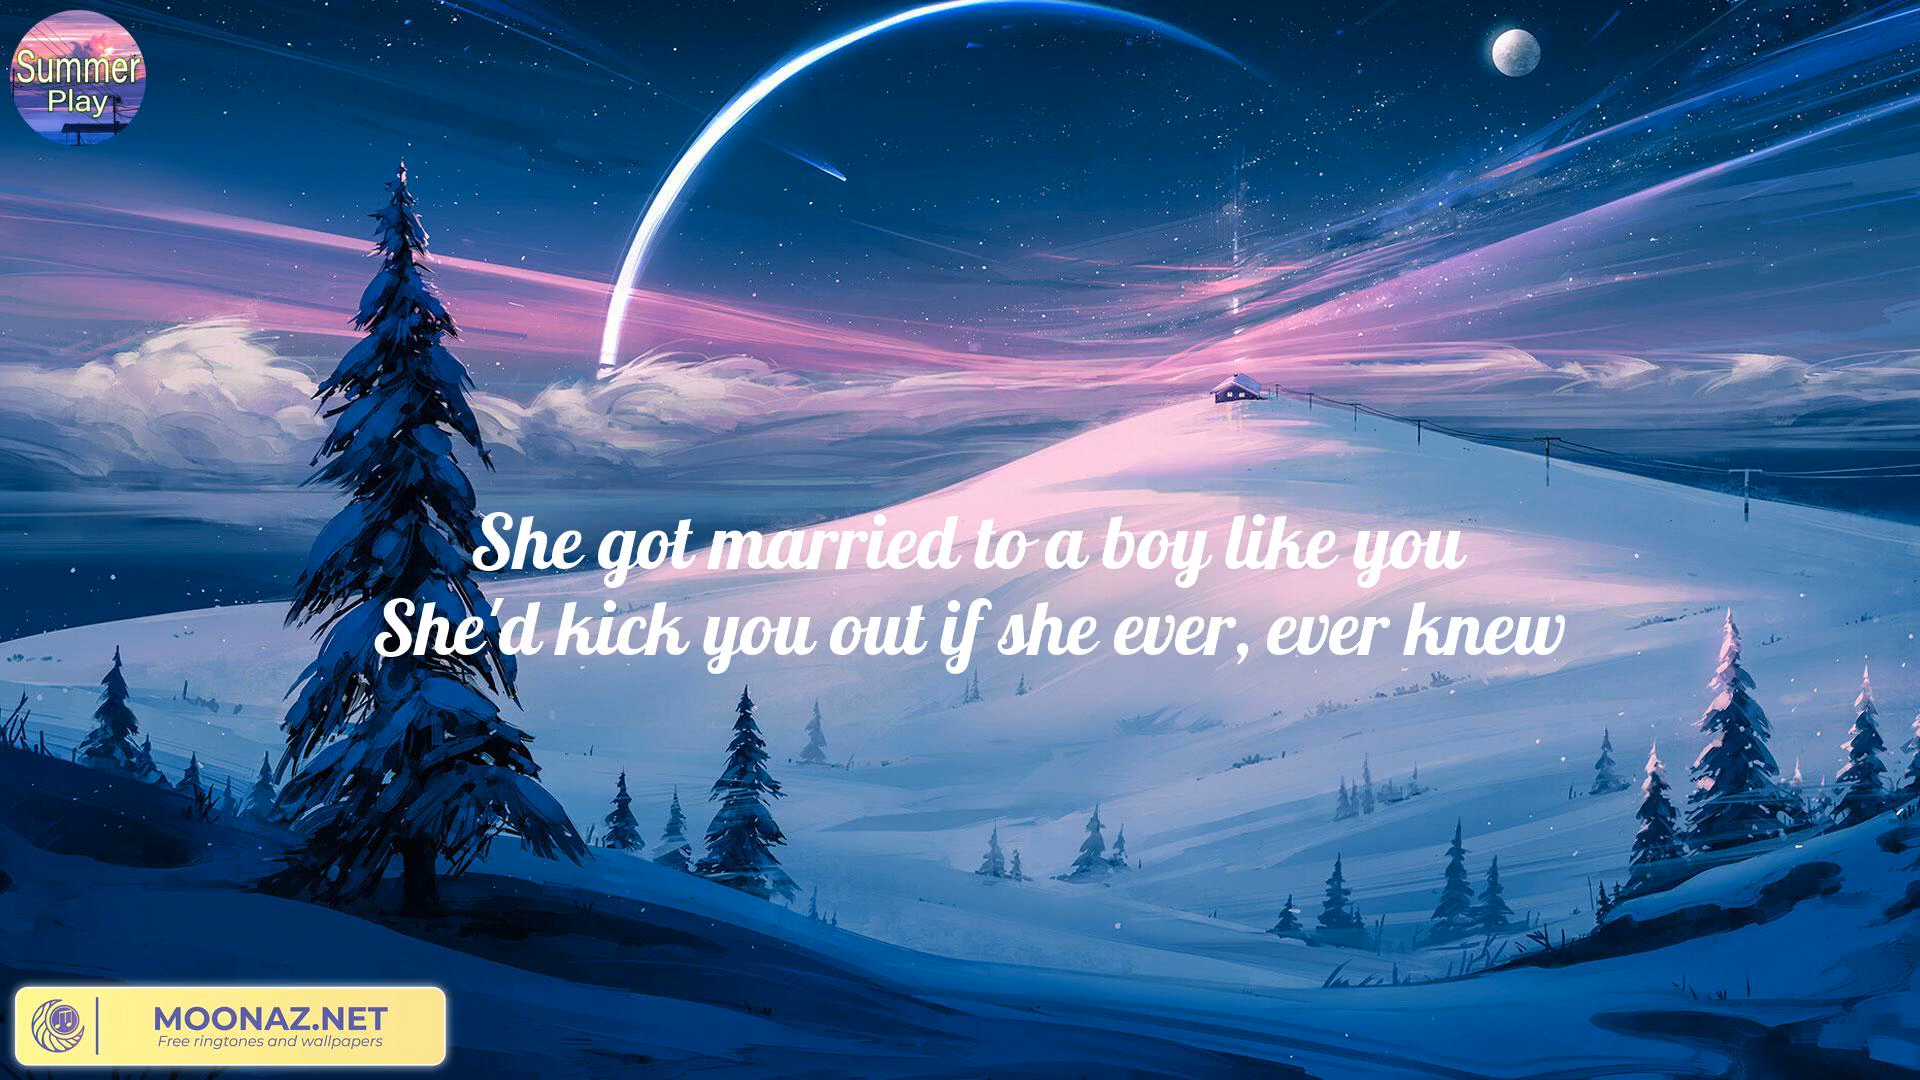 Summer
Play
She got married to a boy like you
She'd kick you out if she ever, ever knew
MOONAZ.NET
Free ringtones and wallpapers